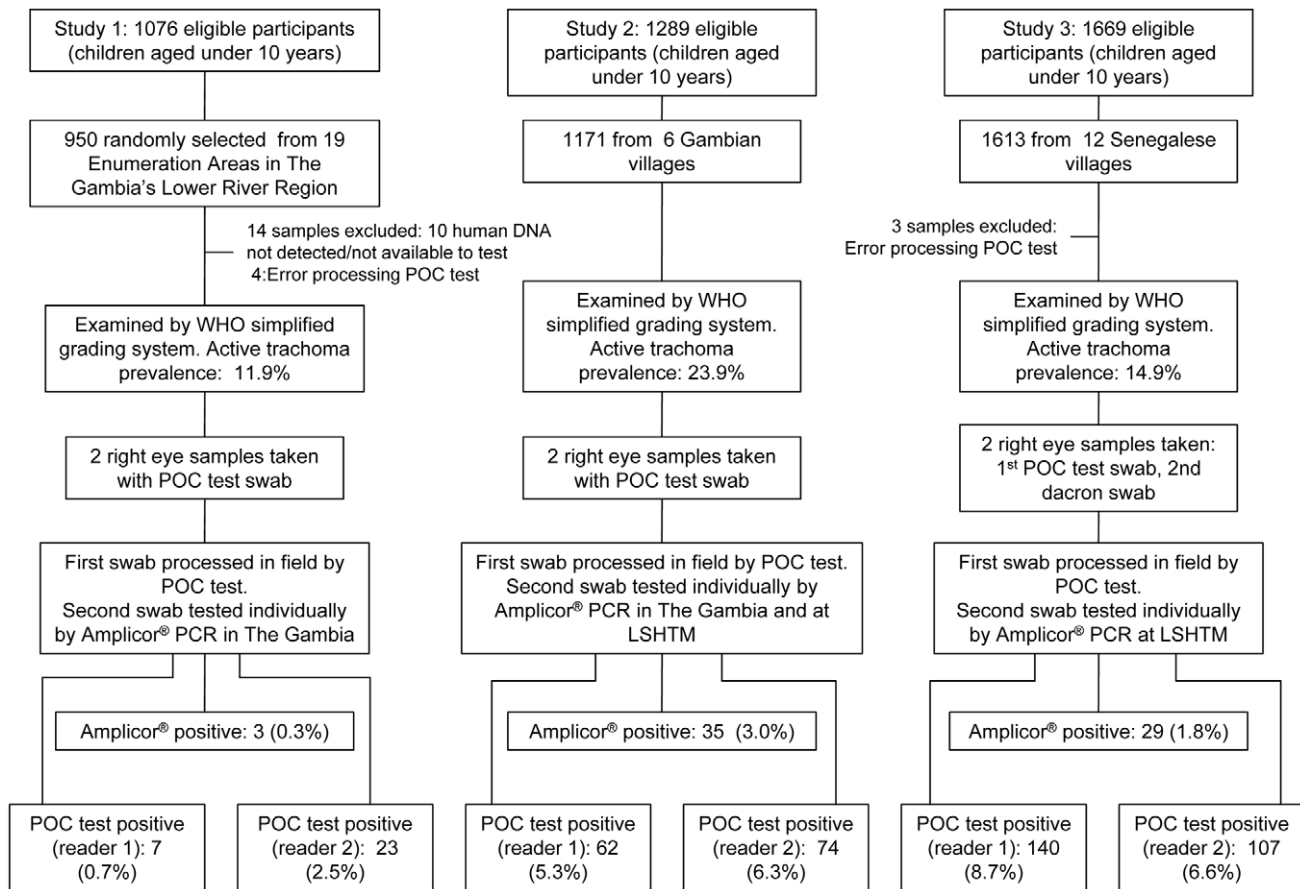 Study 1: 1076 eligible participants
(children aged under 10 years)
950 randomly selected  from 19
Enumeration Areas in The
Gambia’s Lower River Region
14 samples excluded: 10 human DNA
not detected/not available to test
4:Error processing POC test
Examined by WHO simplified
grading system. Active trachoma
prevalence:  11.9%
2 right eye samples taken
with POC test swab
First swab processed in field by
POC test.
Second swab tested individually
by Amplicor® PCR in The Gambia
Amplicor® positive: 3 (0.3%)
POC test positive
(reader 1): 7
(0.7%)
POC test positive
(reader 2):  23
(2.5%)
Study 2: 1289 eligible
participants (children aged
under 10 years)
1171 from  6 Gambian
villages
Examined by WHO
simplified grading system.
Active trachoma
prevalence: 23.9%
2 right eye samples taken
with POC test swab
First swab processed in field by POC test.
Second swab tested individually by
Amplicor® PCR in The Gambia and at
LSHTM
Amplicor® positive:  35  (3.0%)
POC test positive
(reader 1): 62
(5.3%)
POC test positive
(reader 2):  74
(6.3%)
Study 3: 1669 eligible
participants (children aged
under 10 years)
1613 from  12 Senegalese
villages
3 samples excluded:
Error processing POC test
Examined by WHO
simplified grading system.
Active trachoma
prevalence: 14.9%
2 right eye samples taken:
1st POC test swab, 2nd
dacron swab
First swab processed in field by
POC test.
Second swab tested individually
by Amplicor® PCR at LSHTM
Amplicor® positive: 29 (1.8%)
POC test positive
(reader 1): 140
(8.7%)
POC test positive
(reader 2):  107
(6.6%)